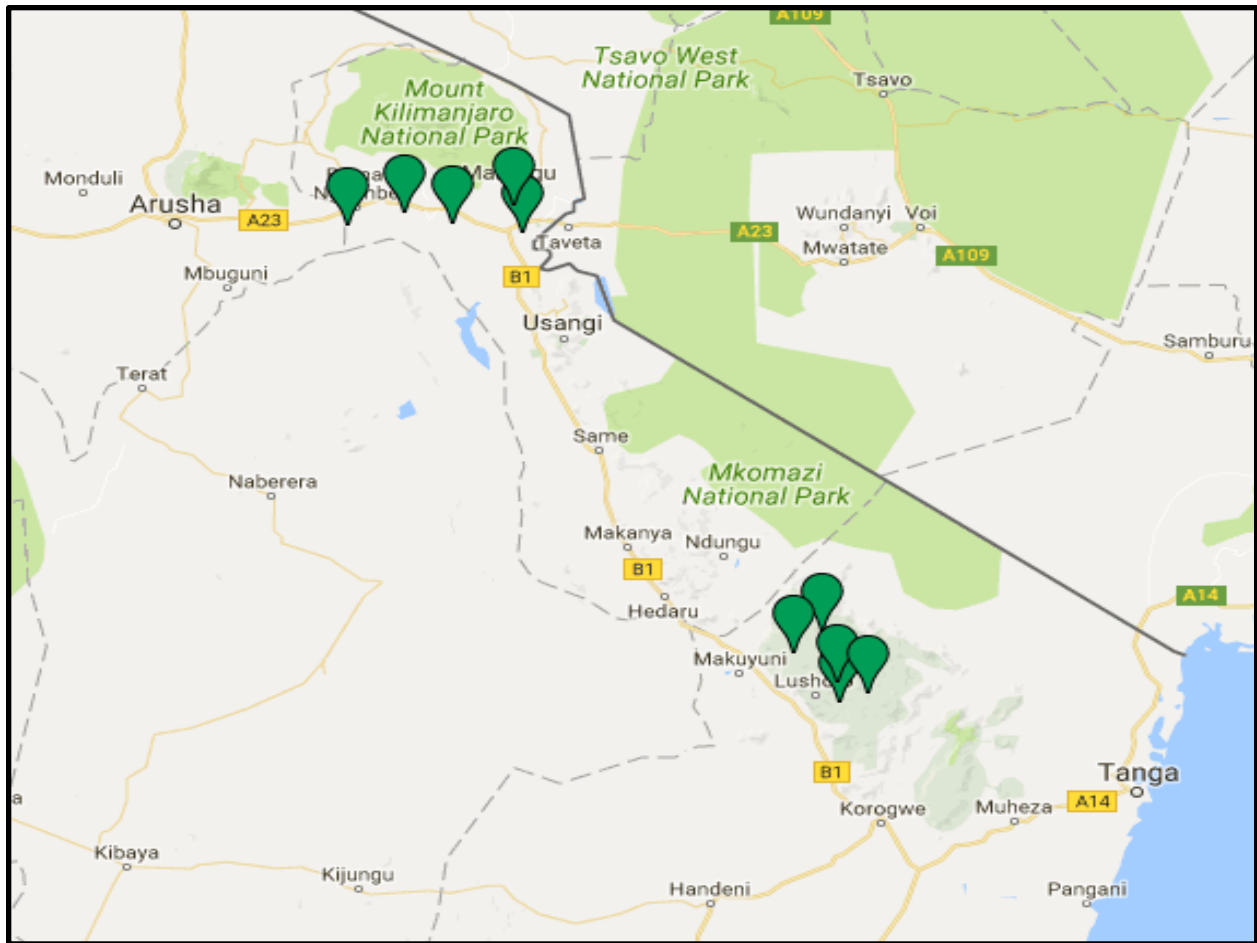 A109
Tsavo West
National Park
Tsavo
Mount
Kilimanjaro
National Park
Monduli
Arusha
A23
Wundanyi
Voi
Taveta
A23
Mwatate
A109
Mbuguni
B1
Usangi
Samburu
Terat
Same
Mkomazi
National Park
Naberera
Makanya
Ndungu
B1
Hedaru
A14
Makuyuni
B1
Tanga
A14
Korogwe
Muheza
Kibaya
Kijungu
Handeni
Pangani